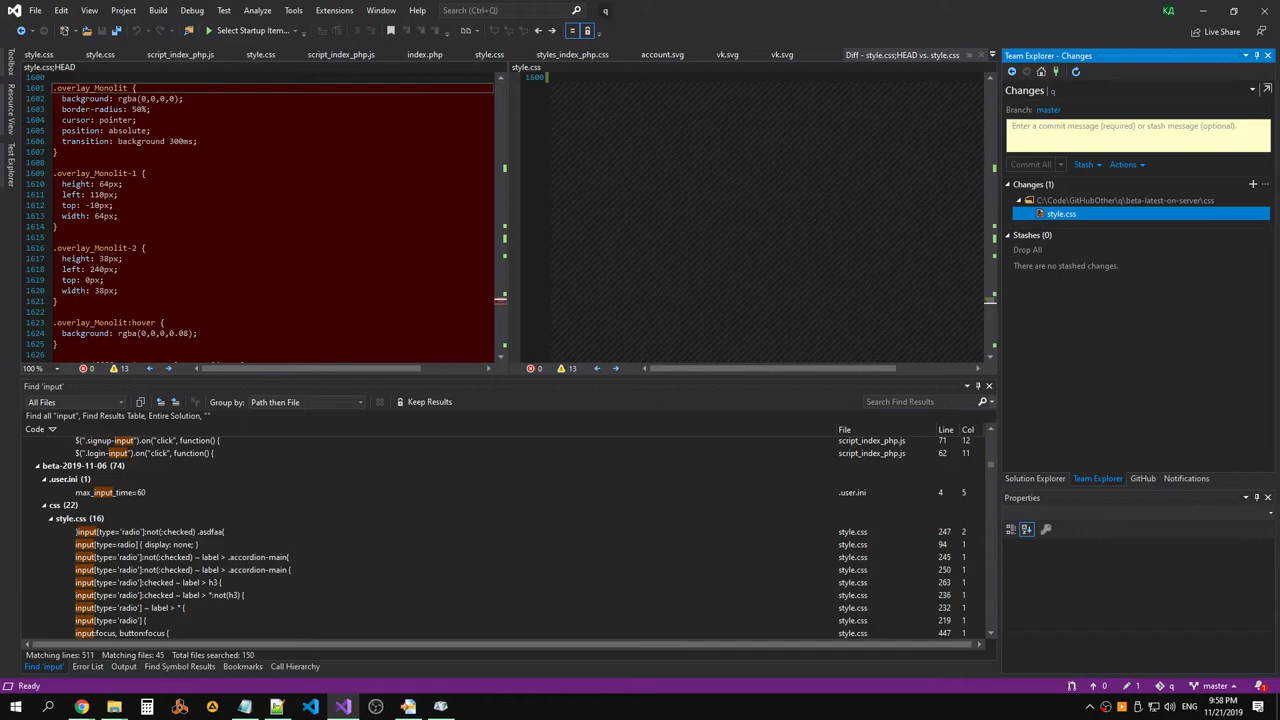 File Edit View Project Build Debug Test Analyze Tools Extensions Window Help Search (Ctrl+Q) q КД
Select Startup Item... Live Share
style.css style.css script_index_php.js style.css script_index_php.js index.php style.css styles_index_php.css account.svg vk.svg vk.svg Diff - style.css;HEAD vs. style.css
Toolbox
Resource View
Test Explorer
style.css;HEAD
1600
1601 .overlay_Monolit {
1602 background: rgba(0,0,0,0);
1603 border-radius: 50%;
1604 cursor: pointer;
1605 position: absolute;
1606 transition: background 300ms;
1607 }
1608
1609 .overlay_Monolit-1 {
1610 height: 64px;
1611 left: 110px;
1612 top: -10px;
1613 width: 64px;
1614 }
1615
1616 .overlay_Monolit-2 {
1617 height: 38px;
1618 left: 240px;
1619 top: 0px;
1620 width: 38px;
1621 }
1622
1623 .overlay_Monolit:hover {
1624 background: rgba(0,0,0,0.08);
1625 }
1626
100 % 0 13
style.css
1600
0 13
Team Explorer - Changes
Changes | q
Branch: master
Enter a commit message (required) or stash message (optional).
Commit All Stash Actions
Changes (1)
C:\Code\GitHubOther\q\beta-latest-on-server\css
style.css
Stashes (0)
Drop All
There are no stashed changes.
Solution Explorer Team Explorer GitHub Notifications
Properties
Find 'input'
All Files Group by: Path then File Keep Results Search Find Results
Find all "input", Find Results Table, Entire Solution, ""
Code File Line Col
$(".signup-input").on("click", function() { script_index_php.js 71 12
$(".login-input").on("click", function() { script_index_php.js 62 11
beta-2019-11-06 (74)
.user.ini (1)
max_input_time=60 .user.ini 4 5
css (22)
style.css (16)
}input[type='radio']:not(:checked) .asdfaa{ style.css 247 2
input[type=radio] { display: none; } style.css 94 1
input[type='radio']:not(:checked) ~ label > .accordion-main{ style.css 245 1
input[type='radio']:not(:checked) ~ label > .accordion-main { style.css 250 1
input[type='radio']:checked ~ label > h3 { style.css 263 1
input[type='radio']:checked ~ label > *:not(h3) { style.css 236 1
input[type='radio'] ~ label > * { style.css 232 1
input[type='radio'] { style.css 219 1
input:focus, button:focus { style.css 447 1
Matching lines: 511 Matching files: 45 Total files searched: 150
Find 'input' Error List Output Find Symbol Results Bookmarks Call Hierarchy
Ready 0 1 q master 1
ENG 9:58 PM
11/21/2019